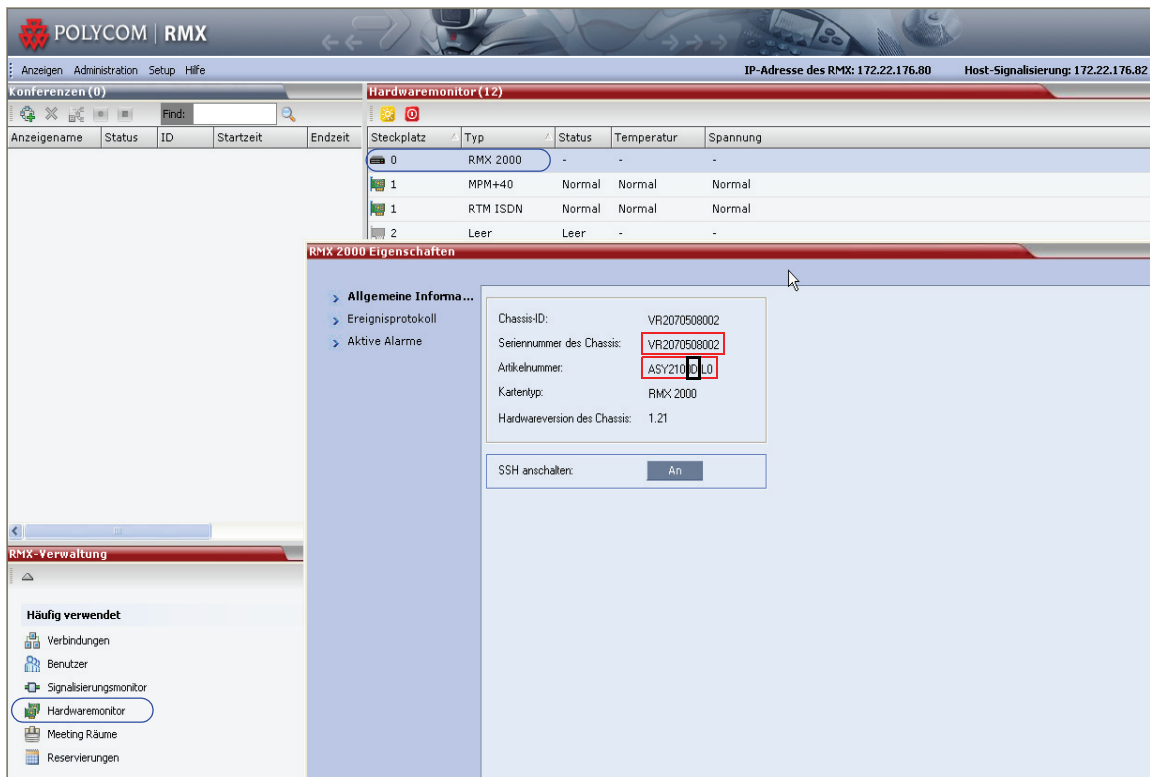 POLYCOM | RMX
Anzeigen Administration Setup Hilfe
IP-Adresse des RMX: 172.22.176.80 Host-Signalisierung: 172.22.176.82
Konferenzen (0)
Find:
Anzeigename Status ID Startzeit Endzeit
Hardwaremonitor (12)
Steckplatz Typ Status Temperatur Spannung
0 RMX 2000 - - -
1 MPM+40 Normal Normal Normal
1 RTM ISDN Normal Normal Normal
2 Leer Leer - -
RMX 2000 Eigenschaften
Allgemeine Informa...
Ereignisprotokoll
Aktive Alarme
Chassis-ID: VR2070508002
Seriennummer des Chassis: VR2070508002
Artikelnummer:
Kartentyp: RMX 2000
Hardwareversion des Chassis: 1.21
SSH anschalten: An
RMX-Verwaltung
Häufig verwendet
Verbindungen
Benutzer
Signalisierungsmonitor
Hardwaremonitor
Meeting Räume
Reservierungen